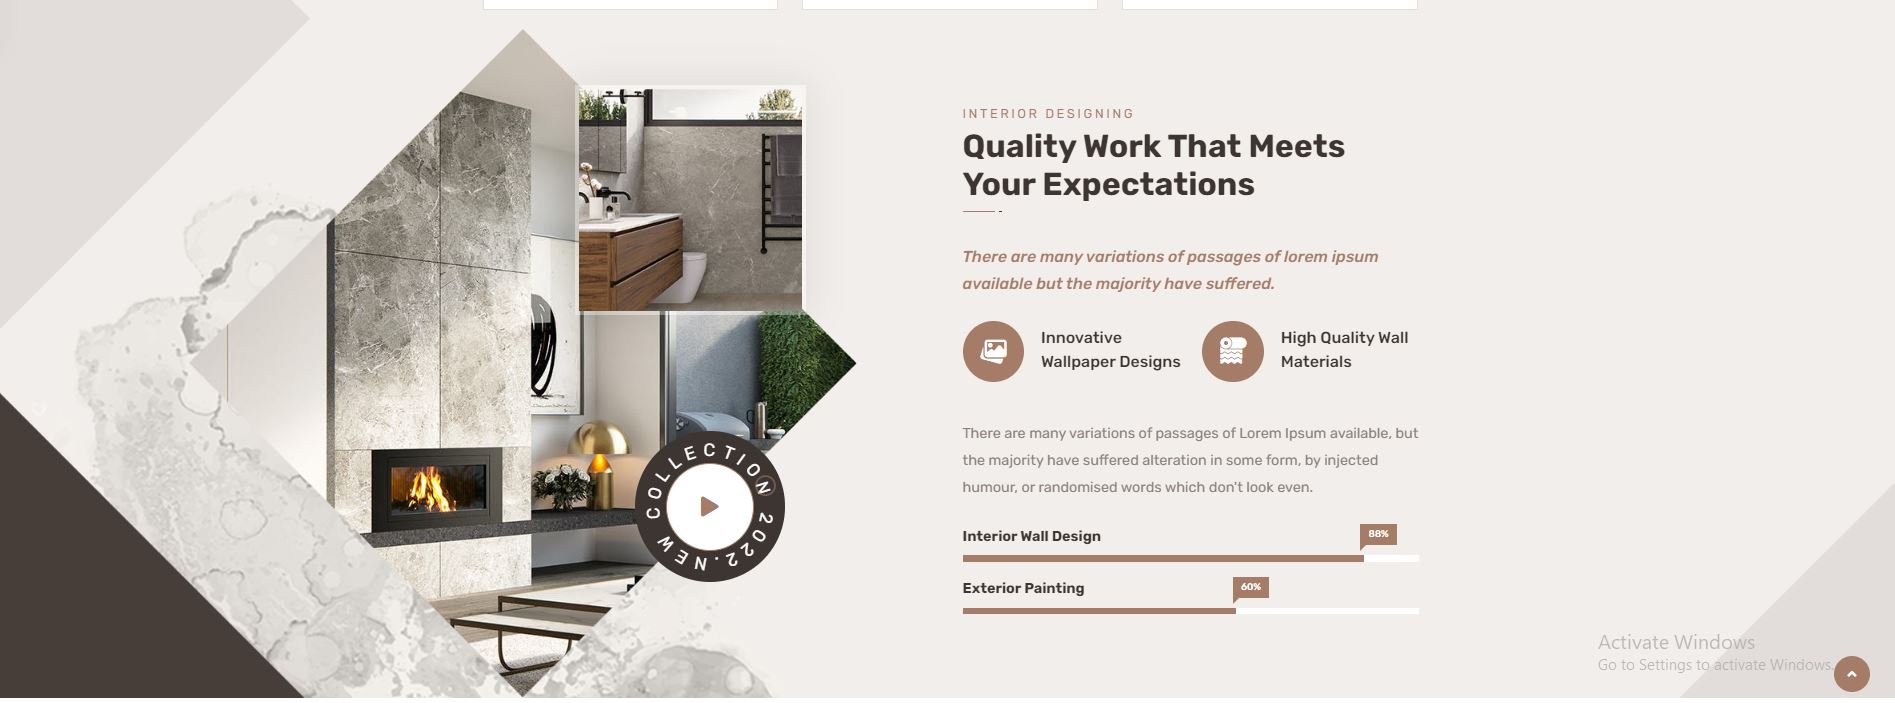 INTERIOR DESIGNING
Quality Work That Meets
Your Expectations
There are many variations of passages of lorem ipsum
available but the majority have suffered.
Innovative
Wallpaper Designs
High Quality Wall
Materials
There are many variations of passages of Lorem Ipsum available, but
the majority have suffered alteration in some form, by injected
humour, or randomised words which don't look even.
Interior Wall Design
88%
Exterior Painting
60%
NEW COLLECTION 2022.
Activate Windows
Go to Settings to activate Windows.